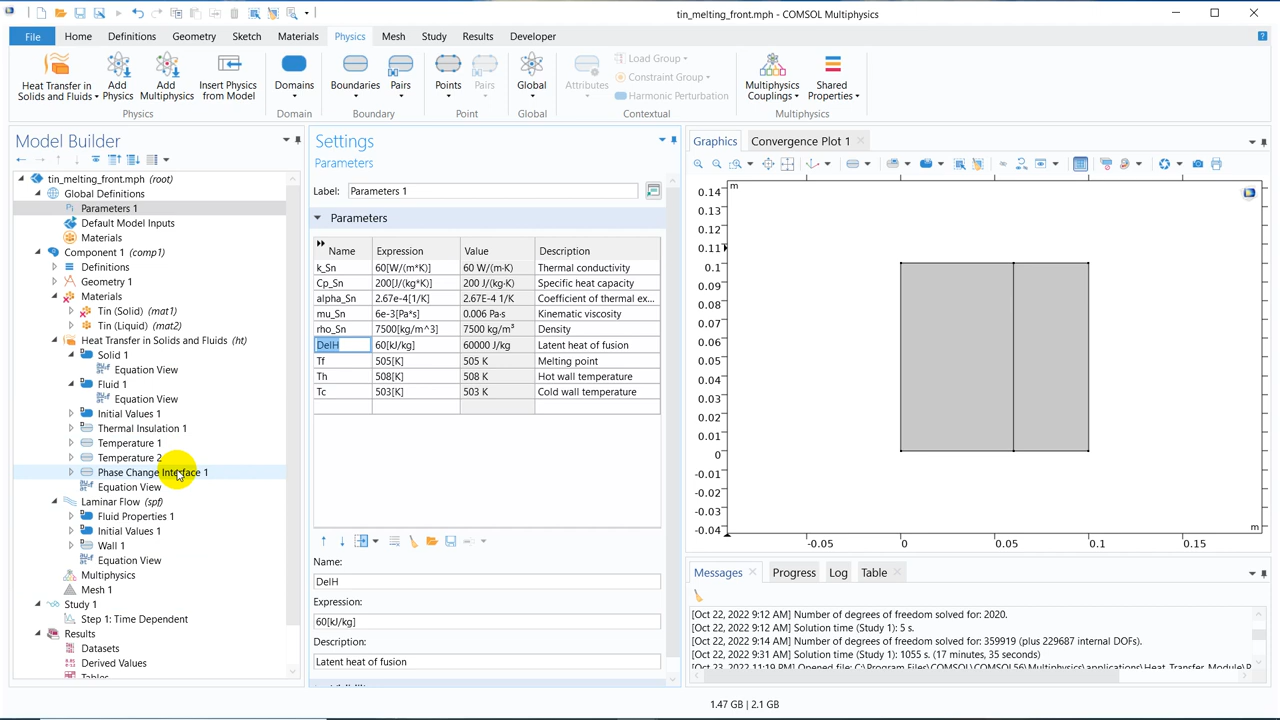 tin_melting_front.mph - COMSOL Multiphysics
File Home Definitions Geometry Sketch Materials Physics Mesh Study Results Developer
Heat Transfer in Solids and Fluids
Add Physics
Add Multiphysics
Insert Physics from Model
Domains
Boundaries
Pairs
Points
Pairs
Global
Attributes
Load Group
Constraint Group
Harmonic Perturbation
Multiphysics Couplings
Shared Properties
Physics Domain Boundary Point Global Contextual Multiphysics
Model Builder
tin_melting_front.mph (root)
Global Definitions
Parameters 1
Default Model Inputs
Materials
Component 1 (comp1)
Definitions
Geometry 1
Materials
Tin (Solid) (mat1)
Tin (Liquid) (mat2)
Heat Transfer in Solids and Fluids (ht)
Solid 1
Equation View
Fluid 1
Equation View
Initial Values 1
Thermal Insulation 1
Temperature 1
Temperature 2
Phase Change Interface 1
Equation View
Laminar Flow (spf)
Fluid Properties 1
Initial Values 1
Wall 1
Equation View
Multiphysics
Mesh 1
Study 1
Step 1: Time Dependent
Results
Datasets
Derived Values
Tables
Settings
Parameters
Label: Parameters 1
Parameters
Name Expression Value Description
k_Sn 60[W/(m*K)] 60 W/(m·K) Thermal conductivity
Cp_Sn 200[J/(kg*K)] 200 J/(kg·K) Specific heat capacity
alpha_Sn 2.67e-4[1/K] 2.67E-4 1/K Coefficient of thermal ex...
mu_Sn 6e-3[Pa*s] 0.006 Pa·s Kinematic viscosity
rho_Sn 7500[kg/m^3] 7500 kg/m³ Density
DelH 60[kJ/kg] 60000 J/kg Latent heat of fusion
Tf 505[K] 505 K Melting point
Th 508[K] 508 K Hot wall temperature
Tc 503[K] 503 K Cold wall temperature
Name:
DelH
Expression:
60[kJ/kg]
Description:
Latent heat of fusion
Graphics Convergence Plot 1
m
0.14
0.13
0.12
0.11
0.1
0.09
0.08
0.07
0.06
0.05
0.04
0.03
0.02
0.01
0
-0.01
-0.02
-0.03
-0.04
m
-0.05 0 0.05 0.1 0.15
Messages Progress Log Table
[Oct 22, 2022 9:12 AM] Number of degrees of freedom solved for: 2020.
[Oct 22, 2022 9:12 AM] Solution time (Study 1): 5 s.
[Oct 22, 2022 9:14 AM] Number of degrees of freedom solved for: 359919 (plus 229687 internal DOFs).
[Oct 22, 2022 9:31 AM] Solution time (Study 1): 1055 s. (17 minutes, 35 seconds)
1.47 GB | 2.1 GB